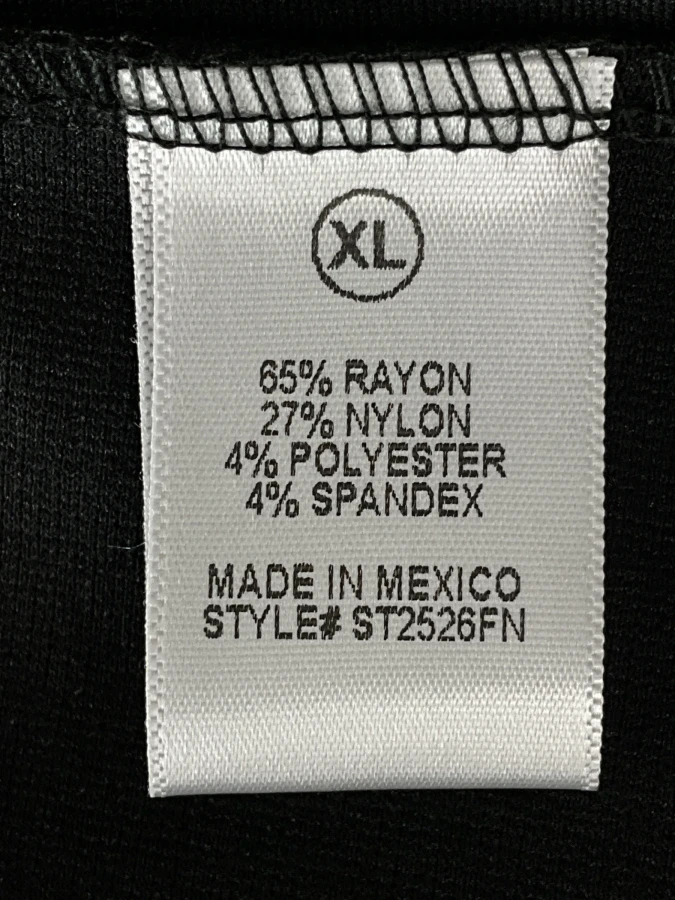 XL
65% RAYON
27% NYLON
4% POLYESTER
4% SPANDEX
MADE IN MEXICO
STYLE# ST2526FN